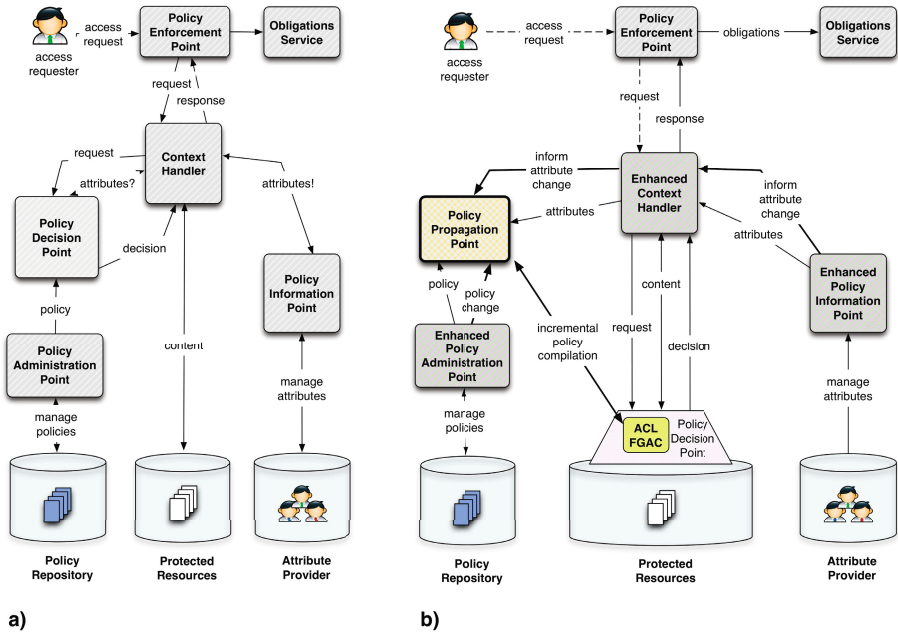 access
requester
access
request
Policy
Enforcement
Point
Obligations
Service
request
response
Context
Handler
request
attributes?
attributes!
Policy
Decision
Point
decision
Policy
Information
Point
policy
Policy
Administration
Point
content
manage
attributes
manage
policies
Policy
Repository
Protected
Resources
Attribute
Provider
a)
access
requester
access
request
Policy
Enforcement
Point
obligations
Obligations
Service
request
response
inform
attribute
change
Enhanced
Context
Handler
inform
attribute
change
attributes
attributes
Policy
Propagation
Point
policy
policy
change
content
Enhanced
Policy
Information
Point
Enhanced
Policy
Administration
Point
incremental
policy
compilation
request
decision
manage
attributes
manage
policies
ACL
FGAC
Policy
Decision
Point
Policy
Repository
Protected
Resources
Attribute
Provider
b)